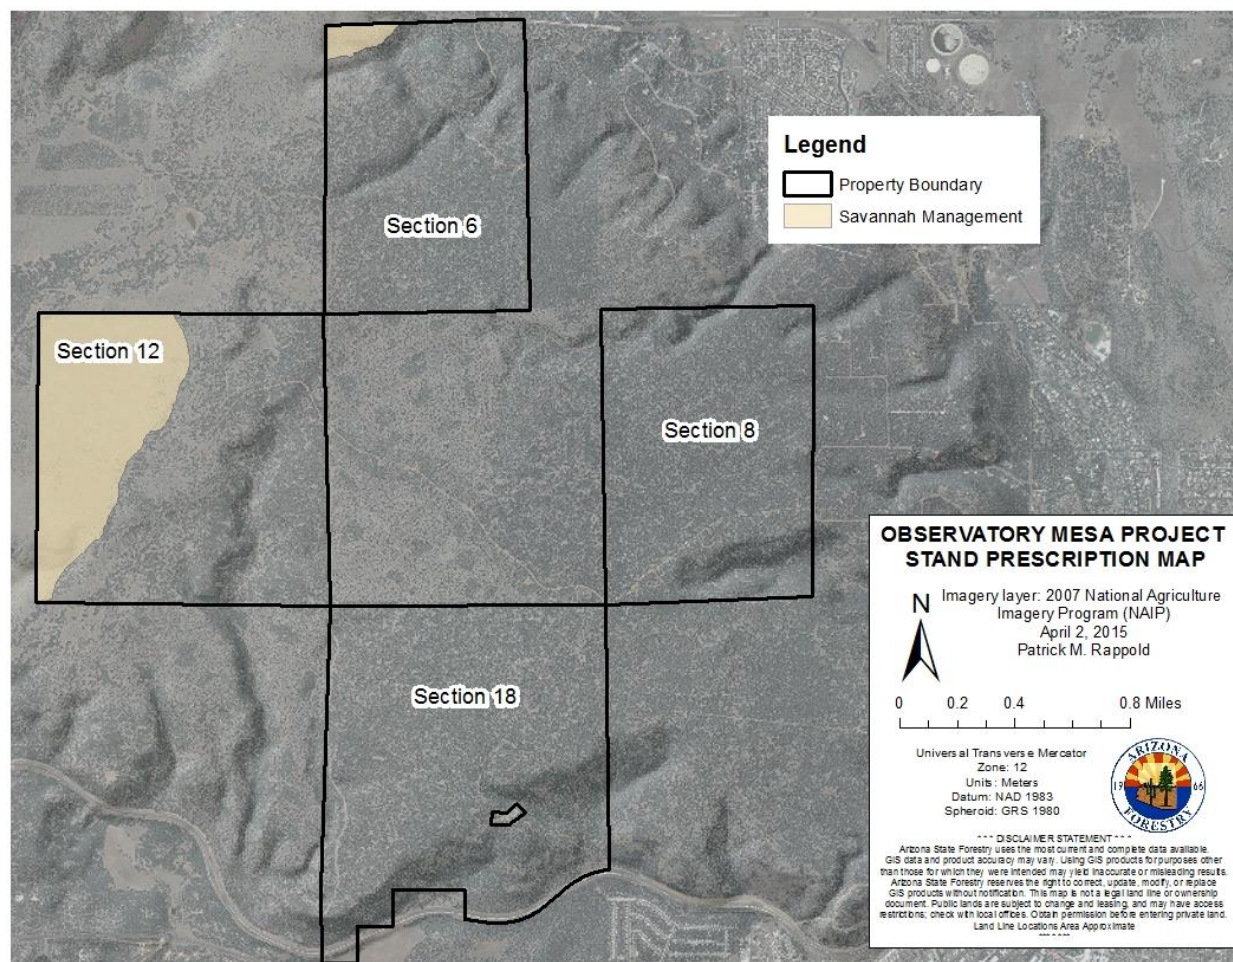 Legend
Property Boundary
Savannah Management
Section 6
Section 12
Section 8
Section 18
OBSERVATORY MESA PROJECT
STAND PRESCRIPTION MAP
N
Imagery layer: 2007 National Agriculture
Imagery Program (NAIP)
April 2, 2015
Patrick M. Rappold
0 0.2 0.4 0.8 Miles
Universal Transverse Mercator
Zone: 12
Units: Meters
Datum: NAD 1983
Spheroid: GRS 1980
ARIZONA
19 66
FORESTRY
*** DISCLAIMER STATEMENT ***
Arizona State Forestry uses the most current and complete data available.
GIS data and product accuracy may vary. Using GIS products for purposes other
than those for which they were intended may yield inaccurate or misleading results.
Arizona State Forestry reserves the right to correct, update, modify, or replace
GIS products without notification. This map is not a legal land line or ownership
document. Public lands are subject to change and leasing, and may have access
restrictions; check with local offices. Obtain permission before entering private land.
Land Line Locations Area Approximate
*** ***